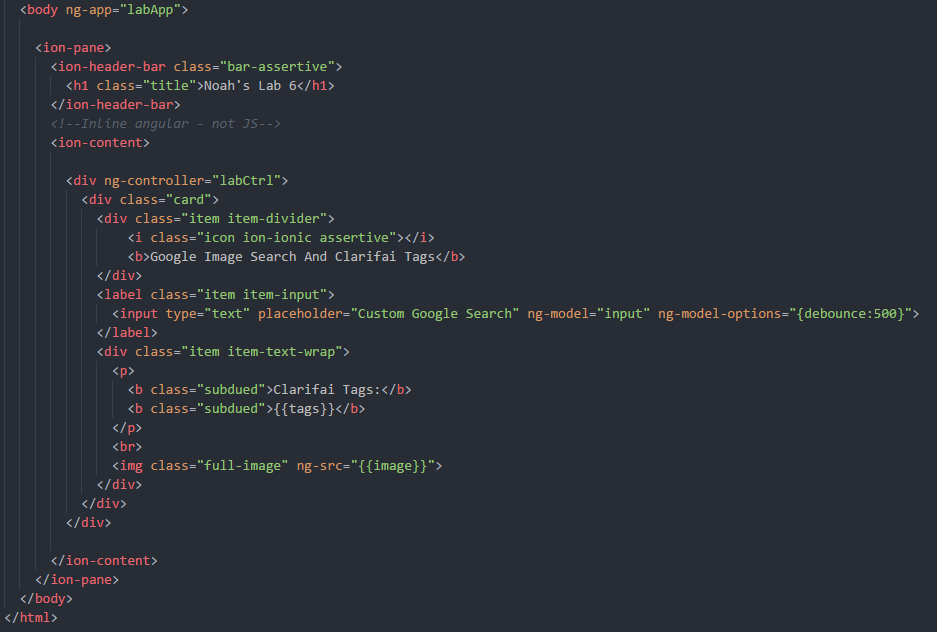 <body ng-app="labApp">
<ion-pane>
<ion-header-bar class="bar-assertive">
<h1 class="title">Noah's Lab 6</h1>
</ion-header-bar>
<!--Inline angular - not JS-->
<ion-content>
<div ng-controller="labCtrl">
<div class="card">
<div class="item item-divider">
<i class="icon ion-ionic assertive"></i>
<b>Google Image Search And Clarifai Tags</b>
</div>
<label class="item item-input">
<input type="text" placeholder="Custom Google Search" ng-model="input" ng-model-options="{debounce:500}">
</label>
<div class="item item-text-wrap">
<p>
<b class="subdued">Clarifai Tags:</b>
<b class="subdued">{{tags}}</b>
</p>
<br>
<img class="full-image" ng-src="{{image}}">
</div>
</div>
</div>
</ion-content>
</ion-pane>
</body>
</html>